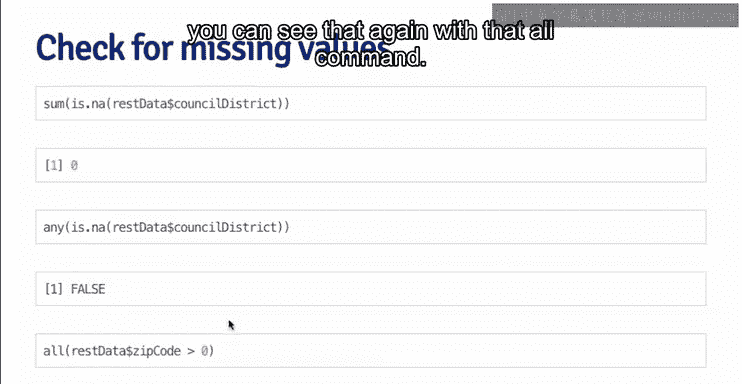 you can see that again with that all
command.
Check for missing values
sum(is.na(restData$councilDistrict))
[1] 0
any(is.na(restData$councilDistrict))
[1] FALSE
all(restData$zipCode > 0)